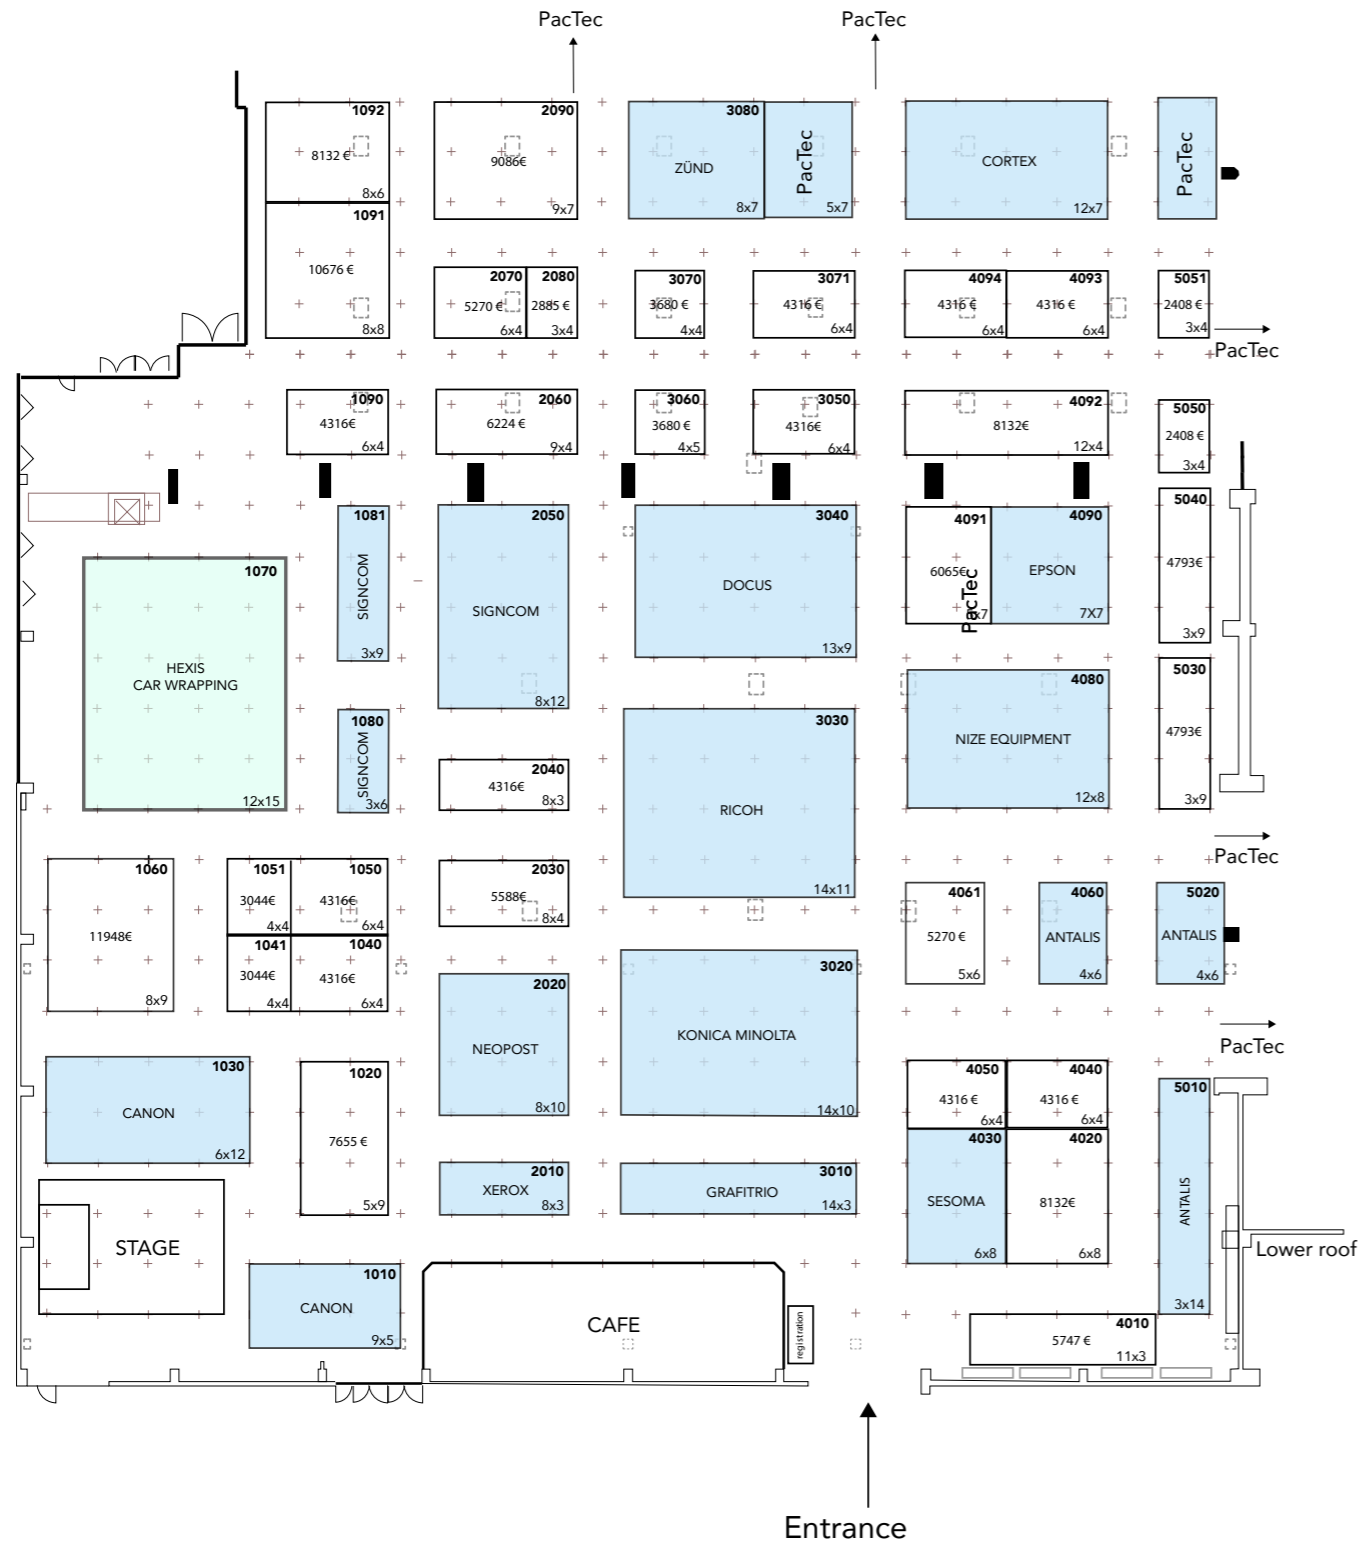 PacTec
PacTec
1092
8132 €
8x6
1091
10676 €
8x8
2090
9086€
9x7
3080
ZÜND
8x7
PacTec
5x7
CORTEX
12x7
PacTec
2070
5270 €
6x4
2080
2885 €
3x4
3070
3680 €
4x4
3071
4316 €
6x4
4094
4316 €
6x4
4093
4316 €
6x4
5051
2408 €
3x4
PacTec
1090
4316€
6x4
2060
6224 €
9x4
3060
3680 €
4x5
3050
4316€
6x4
4092
8132€
12x4
5050
2408 €
3x4
1070
HEXIS
CAR WRAPPING
12x15
1081
SIGNCOM
3x9
2050
SIGNCOM
8x12
3040
DOCUS
13x9
4091
6065€
PacTec
4090
EPSON
7X7
5040
4793€
3x9
1080
SIGNCOM
3x6
2040
4316€
8x3
3030
RICOH
14x11
4080
NIZE EQUIPMENT
12x8
5030
4793€
3x9
PacTec
1060
11948€
8x9
1051
3044€
4x4
1050
4316€
6x4
1041
3044€
4x4
1040
4316€
6x4
2030
5588€
8x4
4061
5270 €
5x6
4060
ANTALIS
4x6
5020
ANTALIS
4x6
2020
NEOPOST
8x10
3020
KONICA MINOLTA
14x10
PacTec
1030
CANON
6x12
1020
7655 €
5x9
4050
4316 €
6x4
4040
4316 €
6x4
5010
ANTALIS
3x14
2010
XEROX
8x3
3010
GRAFITRIO
14x3
4030
SESOMA
6x8
4020
8132€
6x8
STAGE
Lower roof
1010
CANON
9x5
CAFE
registration
4010
5747 €
11x3
Entrance